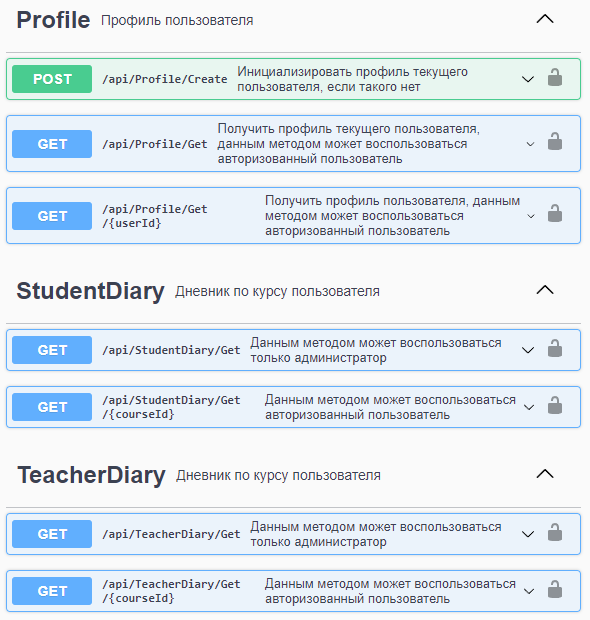 Profile Профиль пользователя
POST /api/Profile/Create Инициализировать профиль текущего
пользователя, если такого нет
Получить профиль текущего пользователя,
GET /api/Profile/Get данным методом может воспользоваться
авторизованный пользователь
Получить профиль пользователя, данным
GET /api/Profile/Get методом может воспользоваться
/{userId} авторизованный пользователь
StudentDiary Дневник по курсу пользователя
GET /api/StudentDiary/Get Данным методом может воспользоваться
только администратор
GET /api/StudentDiary/Get Данным методом может воспользоваться
/{courseId} авторизованный пользователь
TeacherDiary Дневник по курсу пользователя
GET /api/TeacherDiary/Get Данным методом может воспользоваться
только администратор
GET /api/TeacherDiary/Get Данным методом может воспользоваться
/{courseId} авторизованный пользователь